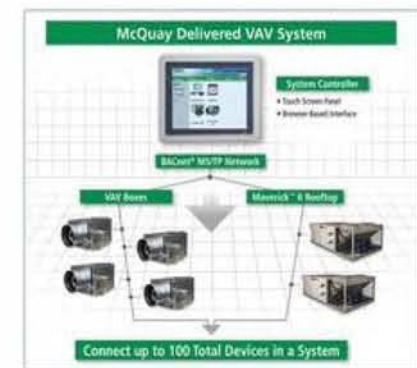 McQuay Delivered VAV System
System Controller
• Touch Screen Panel
• Browser-Based Interface
BACnet® MS/TP Network
VAV Boxes
Maverick™ II Rooftop
Connect up to 100 Total Devices in a System